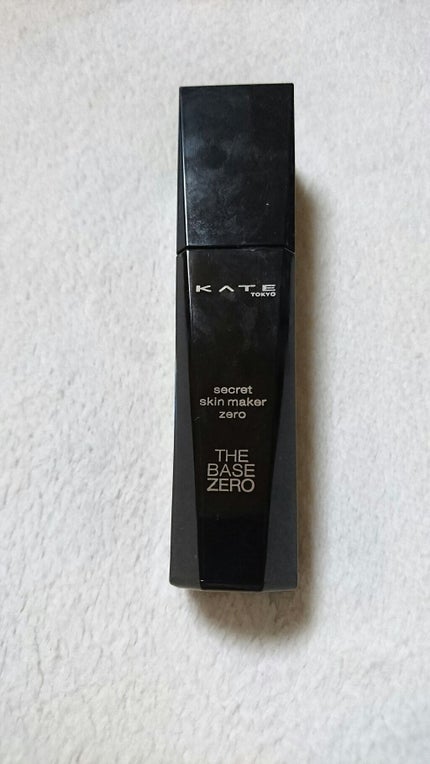 KATE
TOKYO
secret
skin maker
zero
THE
BASE
ZERO